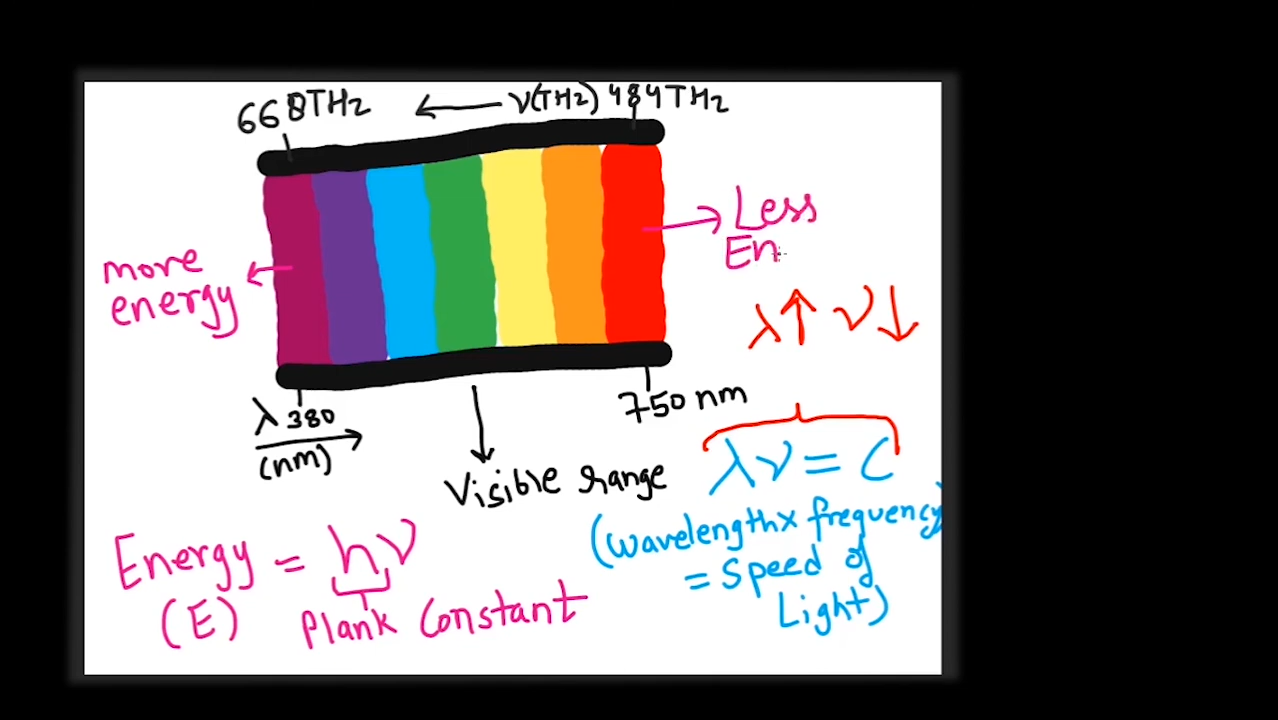 668THz ← ν(THz) 484THz
more
energy
Less
En
λ↑ ν↓
λ 380
(nm)
750 nm
Visible range
λν = C
(wavelength x frequency
= Speed of
Light)
Energy = hν
(E)
Plank Constant